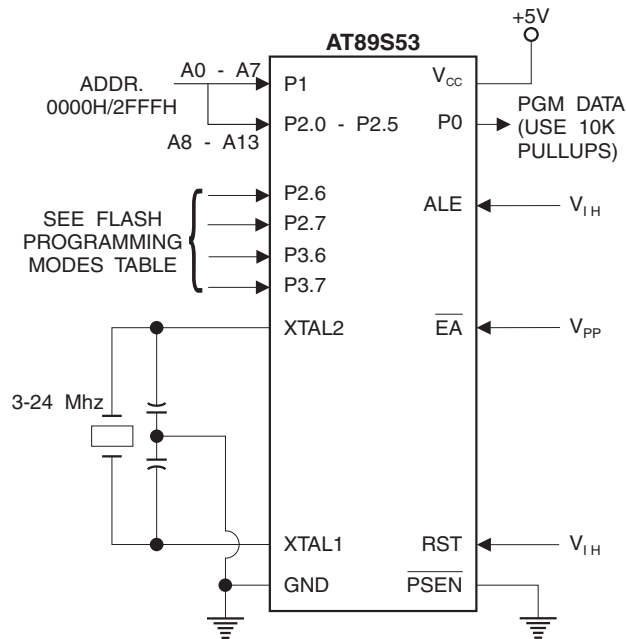 +5V
AT89S53
ADDR.
0000H/2FFFH
A0 - A7
A8 - A13
P1
P2.0 - P2.5
VCC
P0
PGM DATA
(USE 10K
PULLUPS)
SEE FLASH
PROGRAMMING
MODES TABLE
P2.6
P2.7
P3.6
P3.7
ALE
VIH
XTAL2
EA
VPP
3-24 Mhz
XTAL1
RST
VIH
GND
PSEN